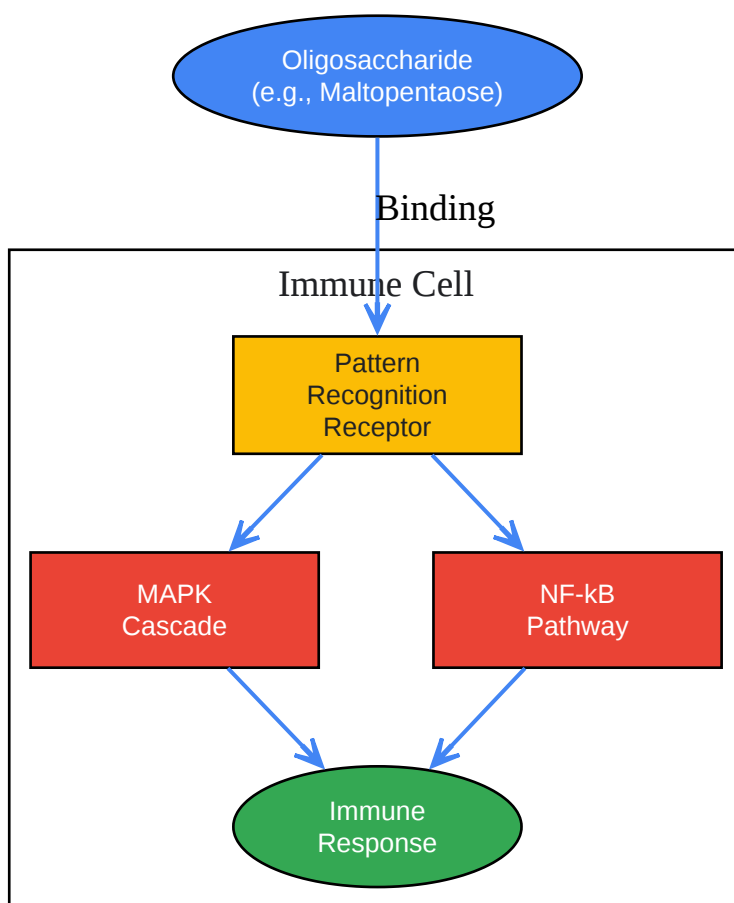 Oligosaccharide
(e.g., Maltopentaose)
Binding
Immune Cell
Pattern
Recognition
Receptor
MAPK
Cascade
NF-kB
Pathway
Immune
Response